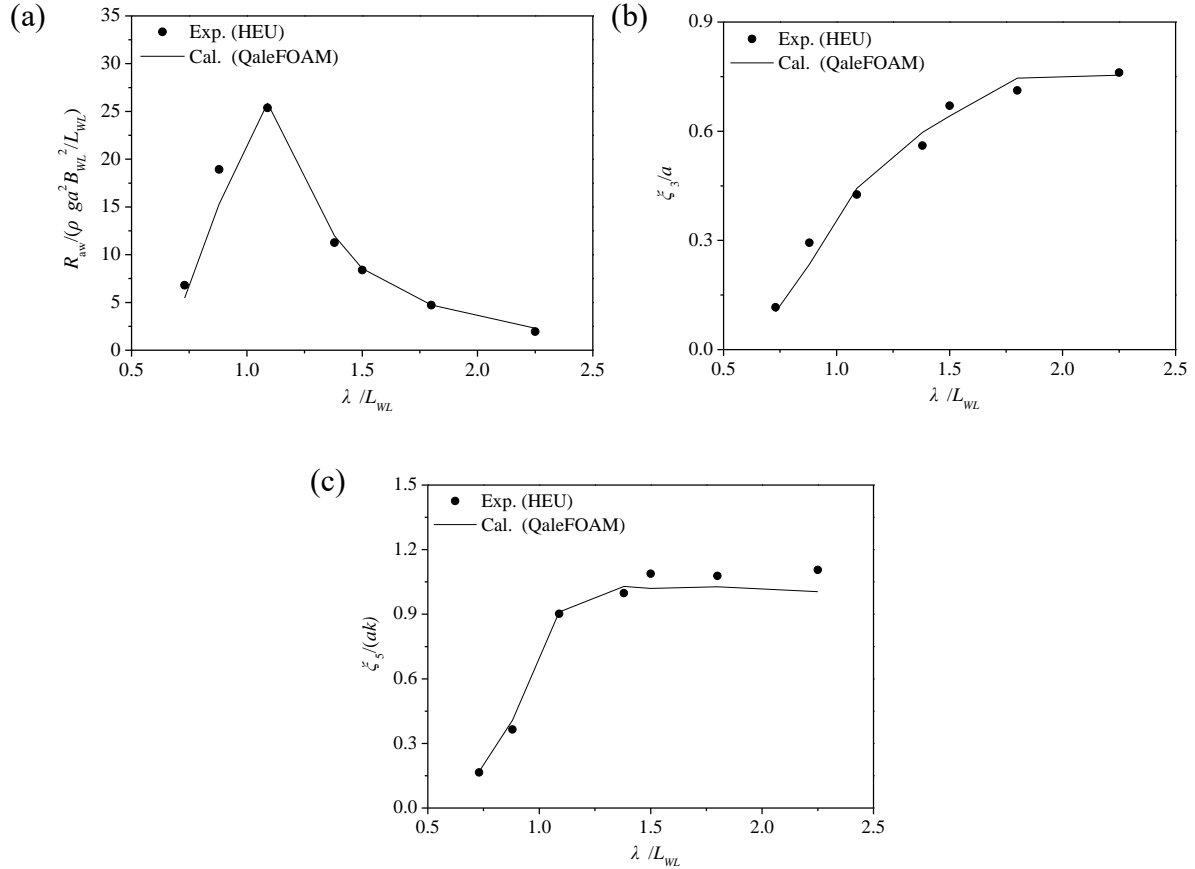 (a)
35
30
25
20
15
10
5
0
R_aw/(ρ ga²B_WL²/L_WL)
Exp. (HEU)
Cal. (QaleFOAM)
0.5 1.0 1.5 2.0 2.5
λ /L_WL
(b)
0.9
0.6
0.3
0.0
ξ_3/a
Exp. (HEU)
Cal. (QaleFOAM)
0.5 1.0 1.5 2.0 2.5
λ /L_WL
(c)
1.5
1.2
0.9
0.6
0.3
0.0
ξ_5/(ak)
Exp. (HEU)
Cal. (QaleFOAM)
0.5 1.0 1.5 2.0 2.5
λ /L_WL